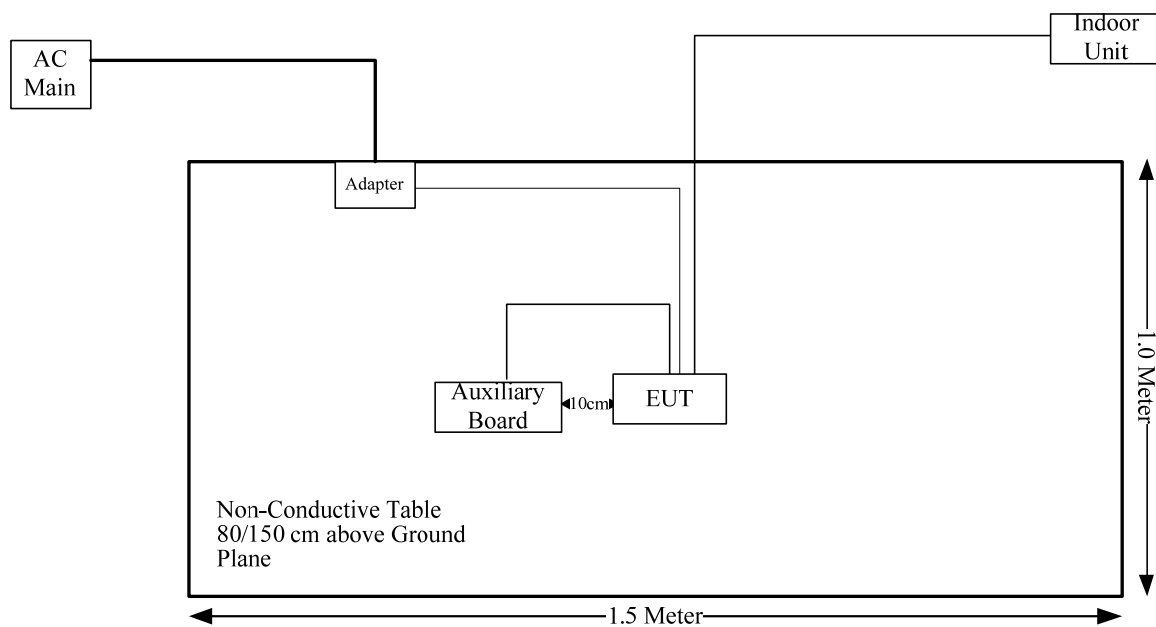 AC
Main
Indoor
Unit
Adapter
Auxiliary
Board
10cm
EUT
Non-Conductive Table
80/150 cm above Ground
Plane
1.0 Meter
1.5 Meter